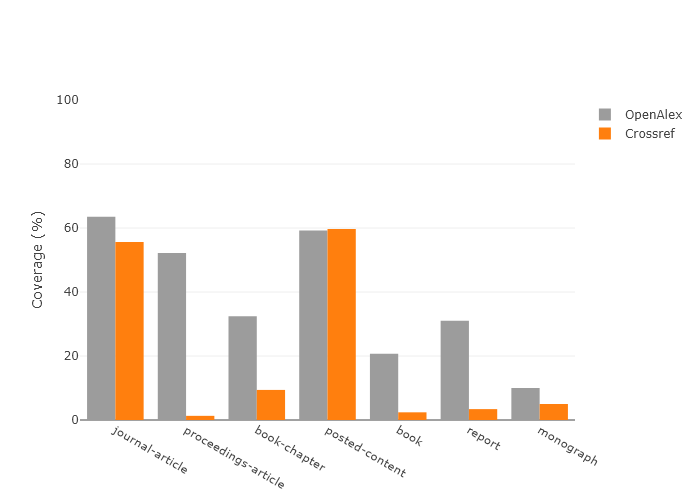 100
80
60
40
20
0
Coverage (%)
journal-article
proceedings-article
book-chapter
posted-content
book
report
monograph
OpenAlex
Crossref